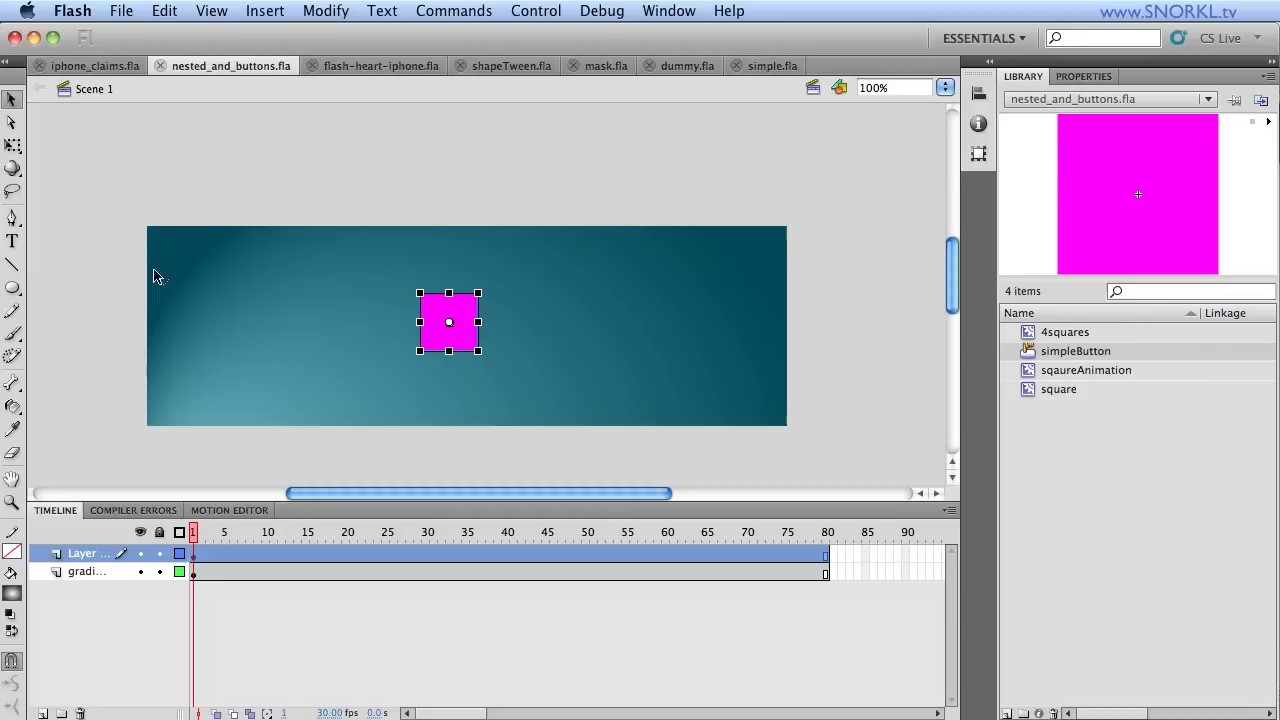 Flash File Edit View Insert Modify Text Commands Control Debug Window Help www.SNORKL.tv
Fl ESSENTIALS CS Live
iphone_claims.fla nested_and_buttons.fla flash-heart-iphone.fla shapeTween.fla mask.fla dummy.fla simple.fla
LIBRARY PROPERTIES
Scene 1 100%
nested_and_buttons.fla
4 items
Name Linkage
4squares
simpleButton
sqaureAnimation
square
TIMELINE COMPILER ERRORS MOTION EDITOR
1 5 10 15 20 25 30 35 40 45 50 55 60 65 70 75 80 85 90
Layer ...
gradi...
1 30.00 fps 0.0 s